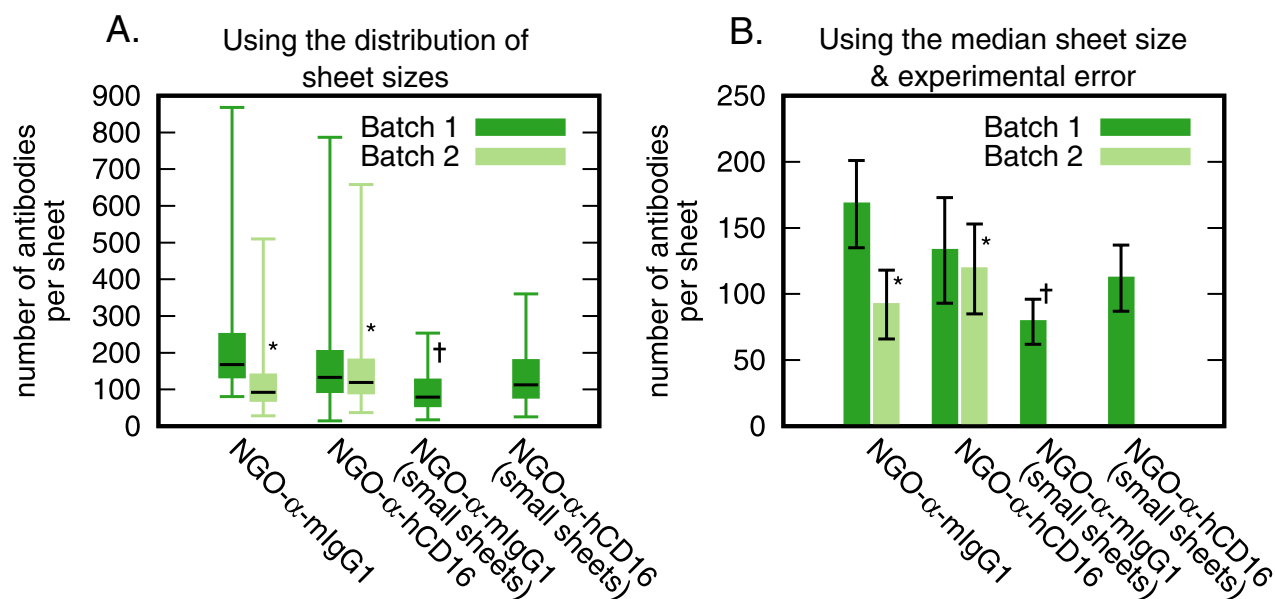 A.
Using the distribution of
sheet sizes
number of antibodies
per sheet
900
800
700
600
500
400
300
200
100
0
Batch 1
Batch 2
*
*
†
NGO-α-mIgG1
NGO-α-hCD16
NGO-α-mIgG1
(small sheets)
NGO-α-hCD16
(small sheets)
B.
Using the median sheet size
& experimental error
number of antibodies
per sheet
250
200
150
100
50
0
Batch 1
Batch 2
*
*
†
NGO-α-mIgG1
NGO-α-hCD16
NGO-α-mIgG1
(small sheets)
NGO-α-hCD16
(small sheets)